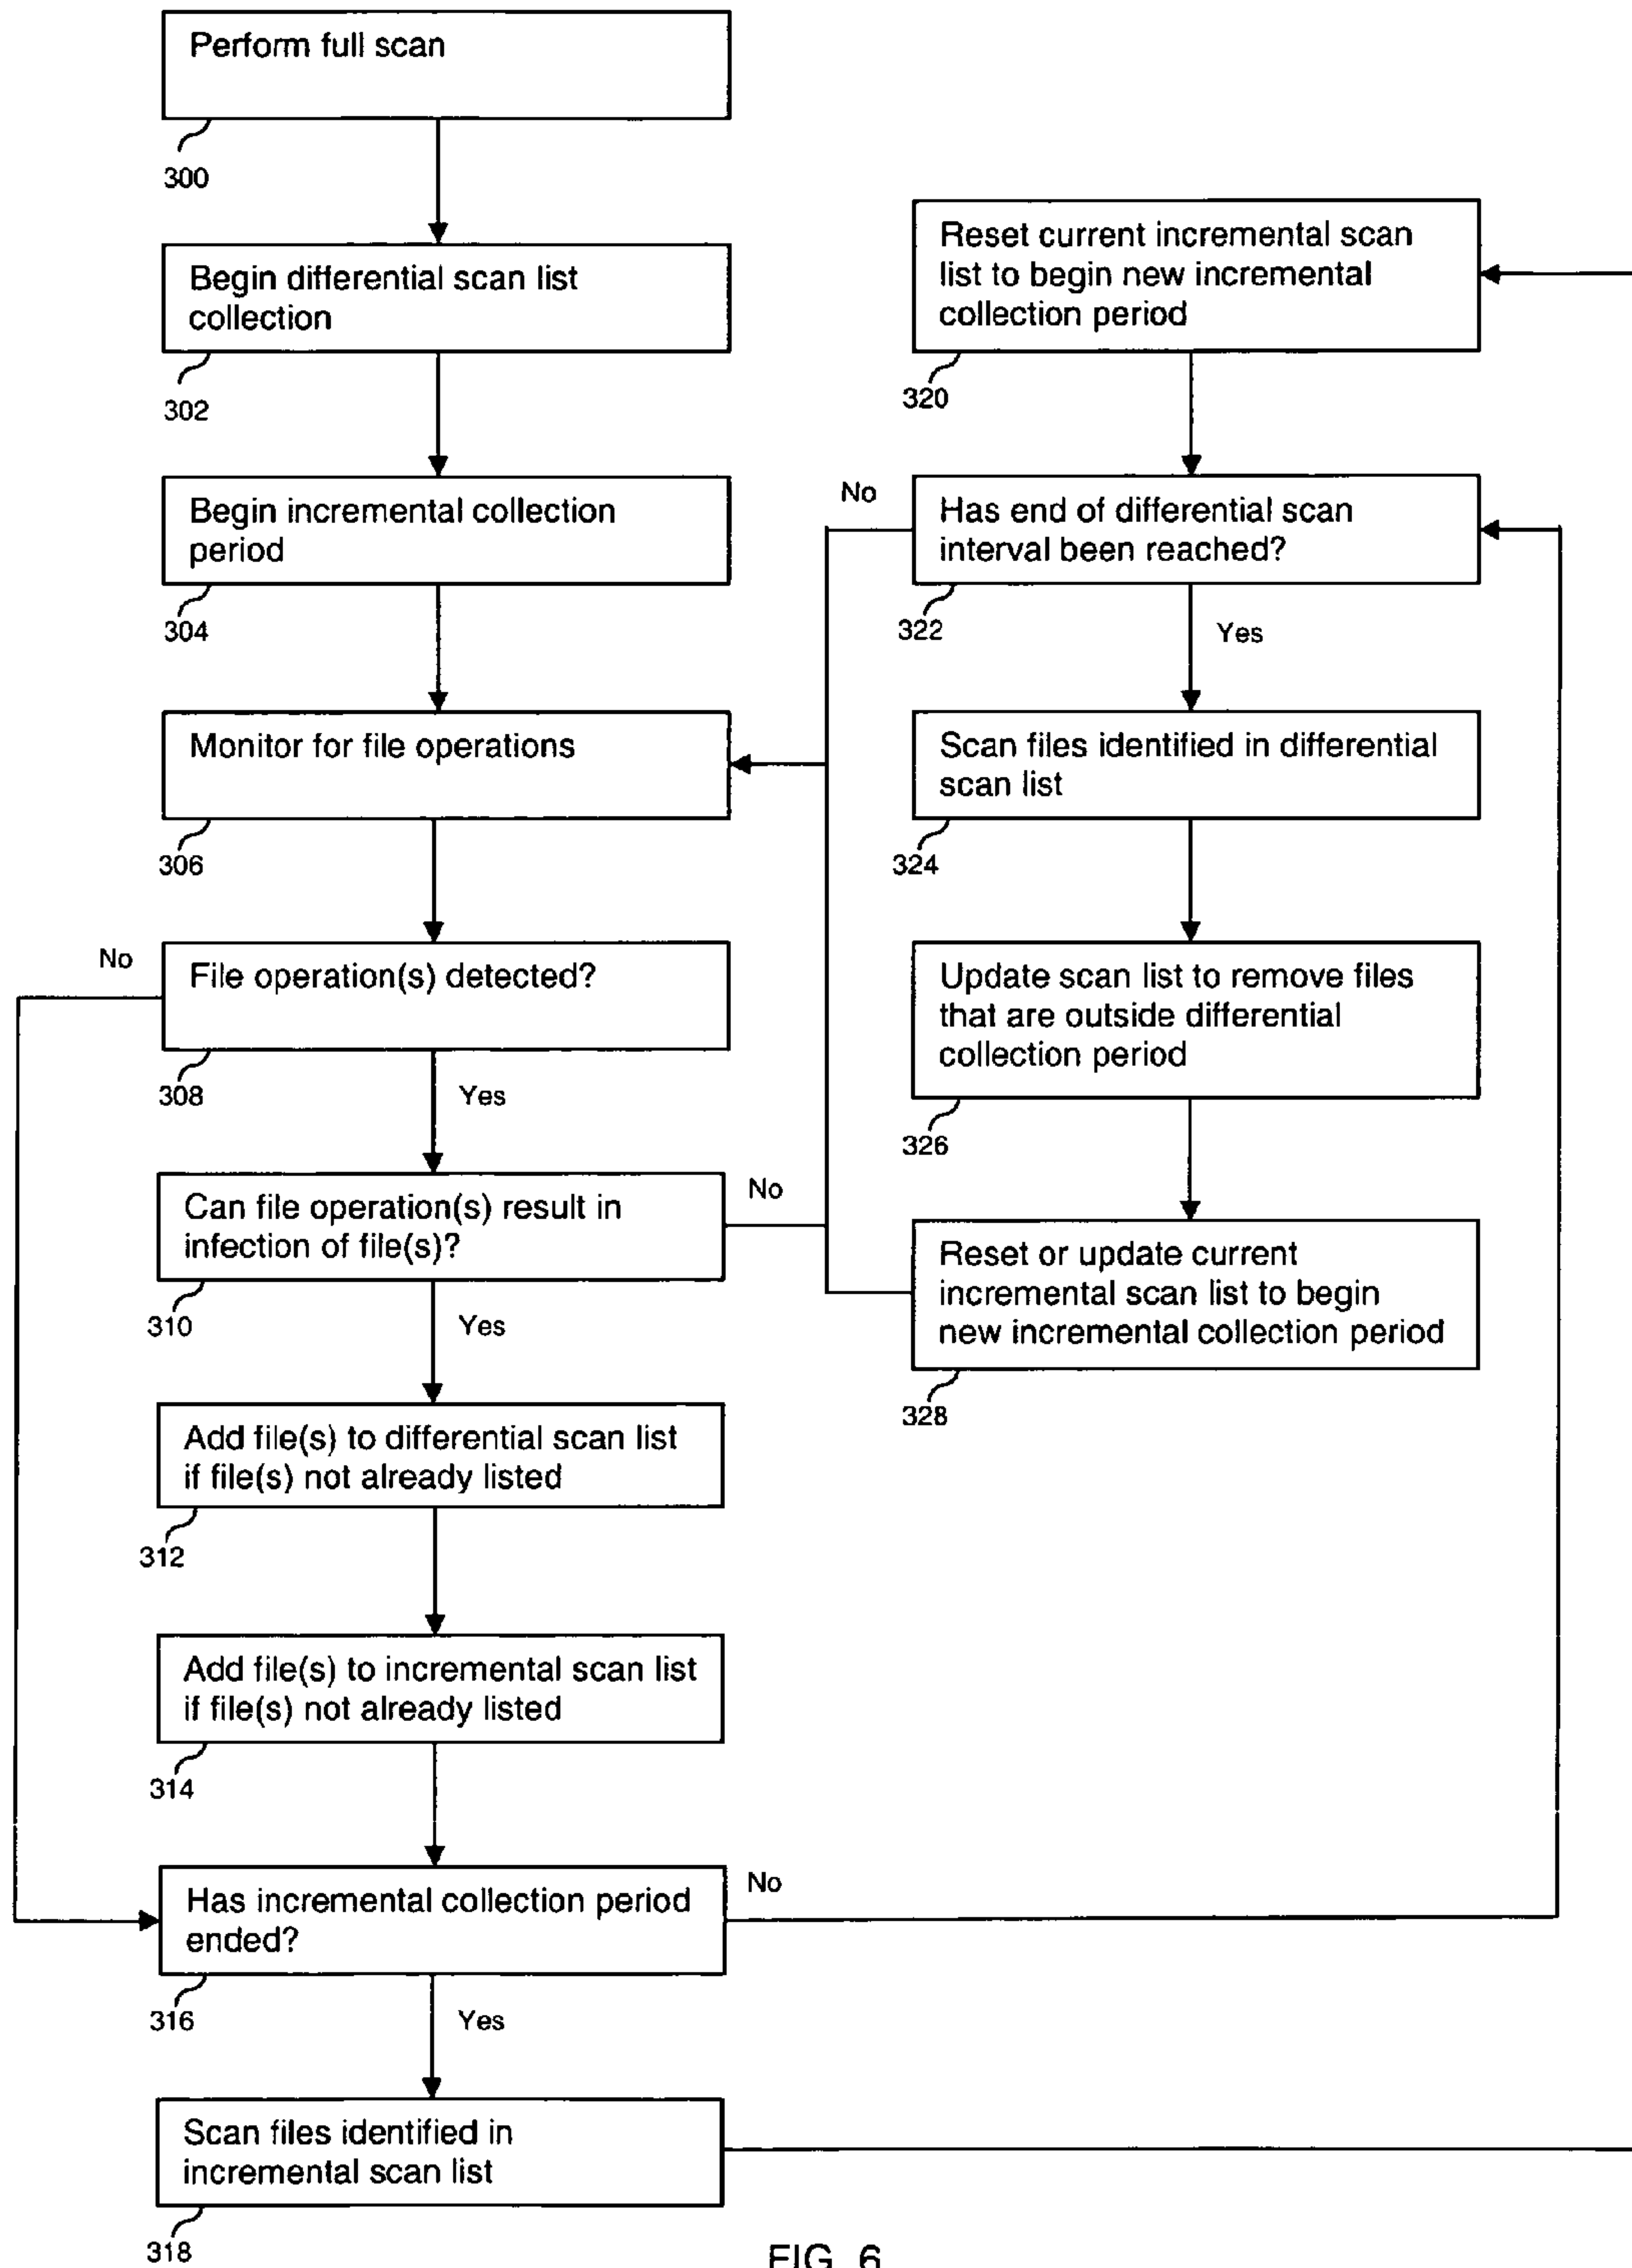 Perform full scan
300
Begin differential scan list
collection
302
Begin incremental collection
period
304
Monitor for file operations
306
No
File operation(s) detected?
308
Yes
Can file operation(s) result in
infection of file(s)?
No
310
Yes
Add file(s) to differential scan list
if file(s) not already listed
312
Add file(s) to incremental scan list
if file(s) not already listed
314
Has incremental collection period
ended?
No
316
Yes
Scan files identified in
incremental scan list
318
Reset current incremental scan
list to begin new incremental
collection period
320
No
Has end of differential scan
interval been reached?
322
Yes
Scan files identified in differential
scan list
324
Update scan list to remove files
that are outside differential
collection period
326
Reset or update current
incremental scan list to begin
new incremental collection period
328
FIG. 6